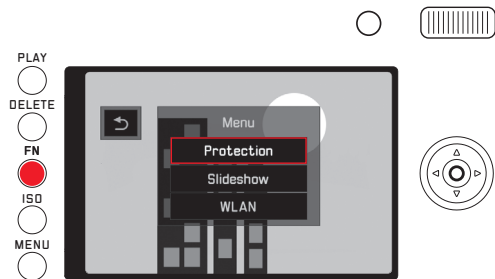 PLAY
DELETE
FN
ISO
MENU
Menu
Protection
Slideshow
WLAN